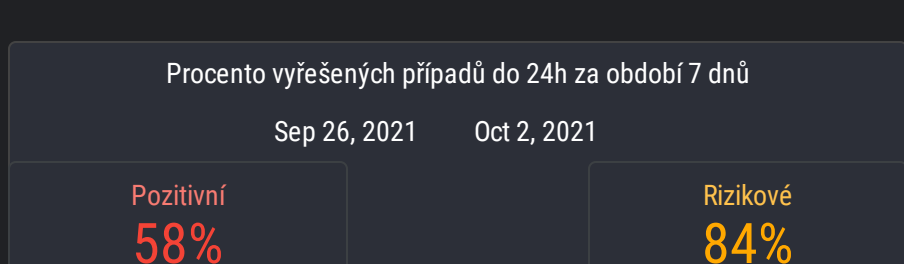 Procento vyřešených případů do 24h za období 7 dnů
Sep 26, 2021 Oct 2, 2021
Pozitivní Rizikové
58% 84%